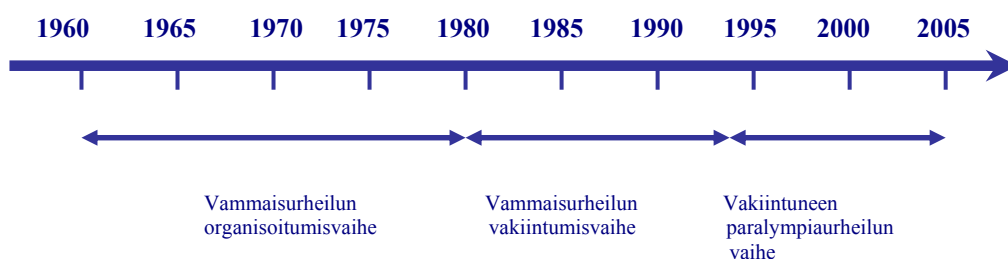 1960 1965 1970 1975 1980 1985 1990 1995 2000 2005
Vammaisurheilun
organisoitumisvaihe
Vammaisurheilun
vakiintumisvaihe
Vakiintuneen
paralympiaurheilun
vaihe